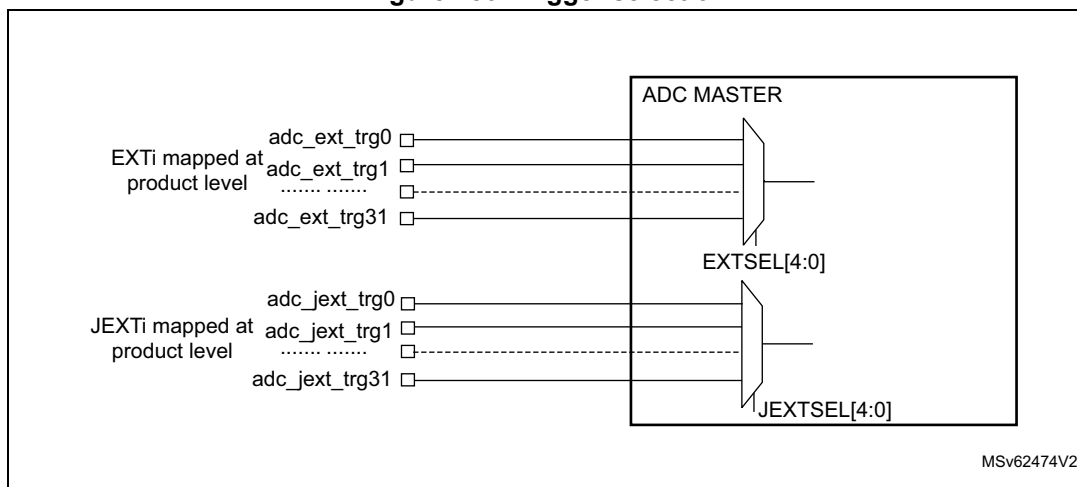 ADC MASTER
adc_ext_trg0
EXTi mapped at
product level
adc_ext_trg1
....... .......
adc_ext_trg31
EXTSEL[4:0]
adc_jext_trg0
JEXTi mapped at
product level
adc_jext_trg1
....... .......
adc_jext_trg31
JEXTSEL[4:0]
MSv62474V2